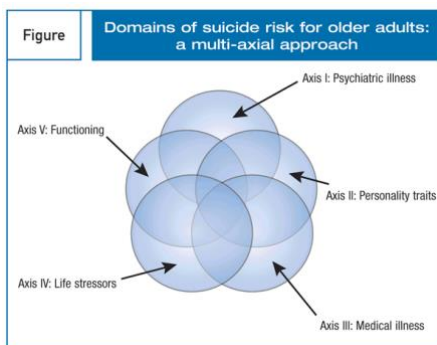 Figure
Domains of suicide risk for older adults:
a multi-axial approach
Axis I: Psychiatric illness
Axis V: Functioning
Axis II: Personality traits
Axis IV: Life stressors
Axis III: Medical illness